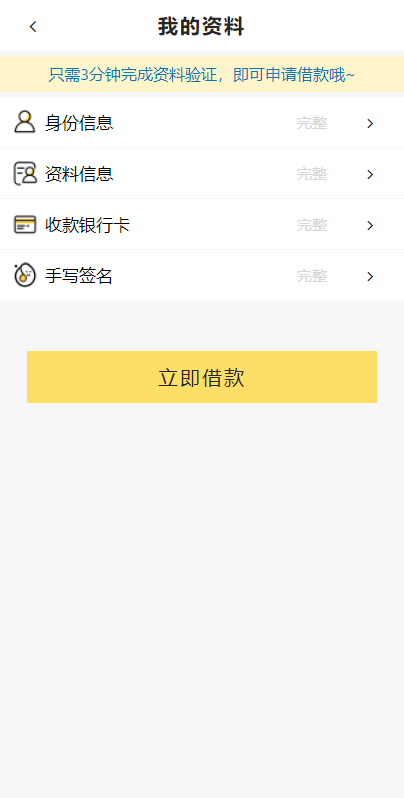 我的资料
只需3分钟完成资料验证，即可申请借款哦~
身份信息 完整
资料信息 完整
收款银行卡 完整
手写签名 完整
立即借款